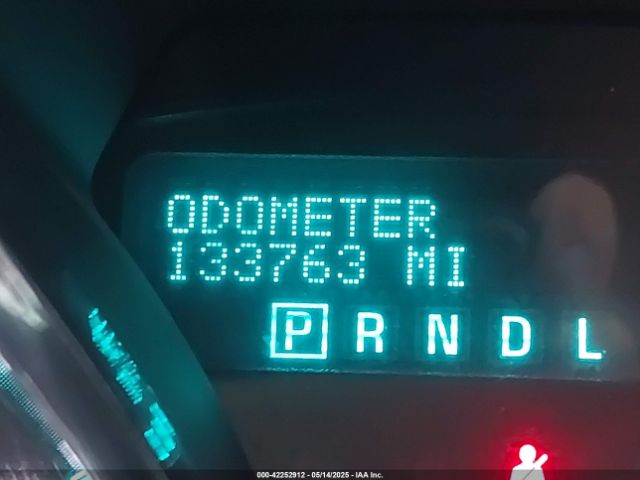 ODOMETER
133763 MI
P R N D L
000-42252912 - 05/14/2025 - IAA Inc.